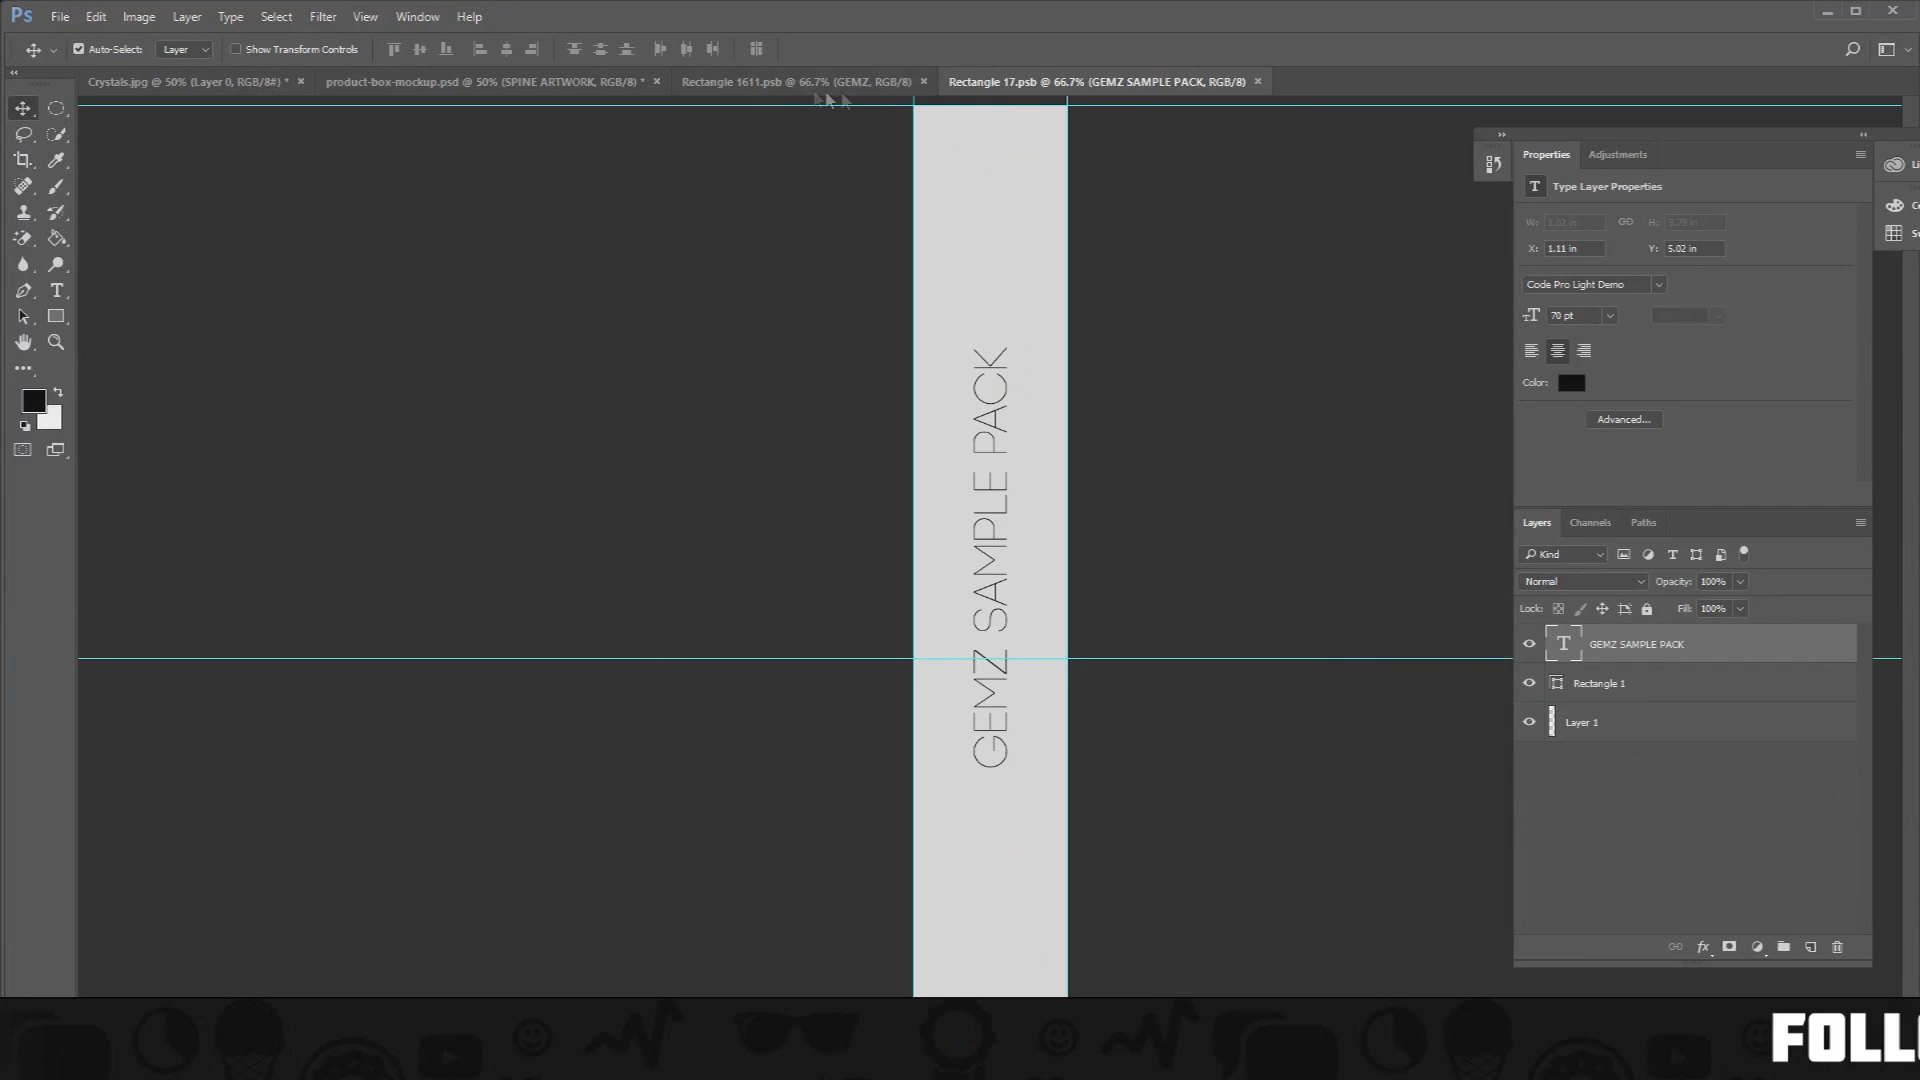 Ps File Edit Image Layer Type Select Filter View Window Help
Auto-Select: Layer Show Transform Controls
Crystals.jpg @ 50% (Layer 0, RGB/8#) * × product-box-mockup.psd @ 50% (SPINE ARTWORK, RGB/8) * × Rectangle 1611.psb @ 66.7% (GEMZ, RGB/8) × Rectangle 17.psb @ 66.7% (GEMZ SAMPLE PACK, RGB/8) ×
GEMZ SAMPLE PACK
Properties Adjustments
Type Layer Properties
W: 1.02 in H:
X: 1.11 in Y: 5.02 in
Code Pro Light Demo
70 pt
Color:
Advanced...
Layers Channels Paths
Kind
Normal Opacity: 100%
Lock: Fill: 100%
GEMZ SAMPLE PACK
Rectangle 1
Layer 1
FOLL